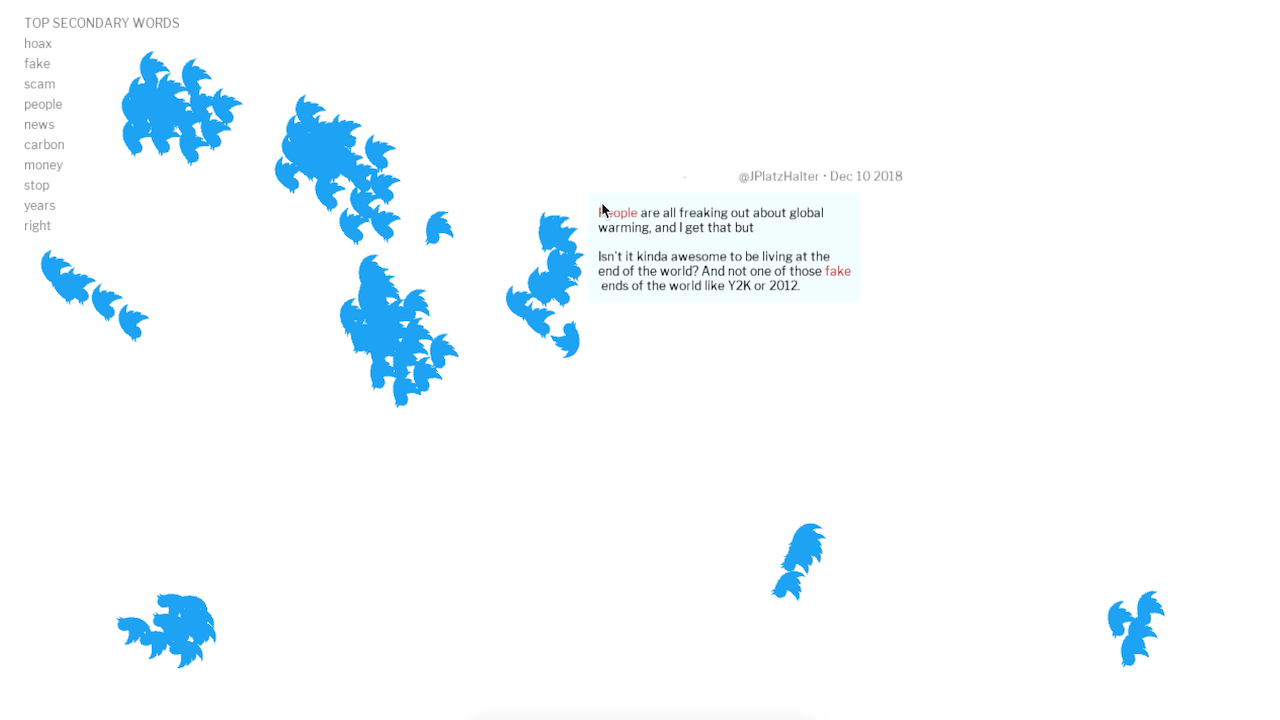 TOP SECONDARY WORDS
hoax
fake
scam
people
news
carbon
money
stop
years
right
@JPlatzHalter · Dec 10 2018
People are all freaking out about global
warming, and I get that but
Isn't it kinda awesome to be living at the
end of the world? And not one of those fake
ends of the world like Y2K or 2012.